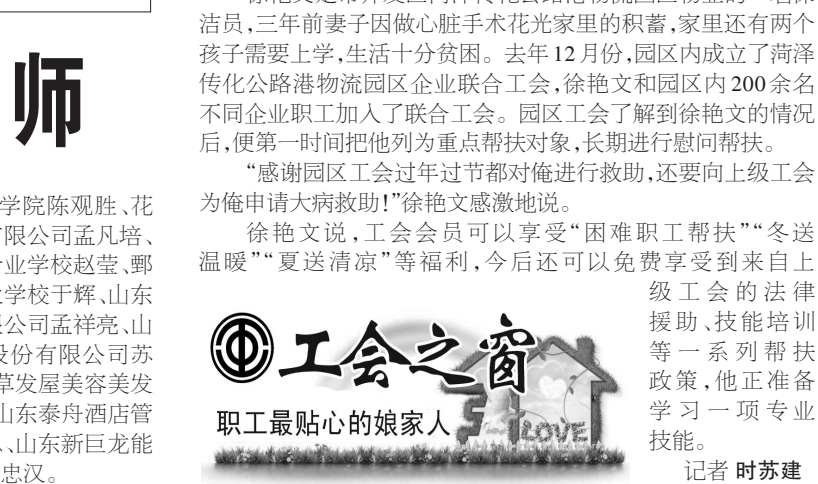 师
学院陈观胜、花
有限公司孟凡培、
业学校赵莹、鄄
学校于辉、山东
限公司孟祥亮、山
股份有限公司苏
草发屋美容美发
山东泰舟酒店管
、山东新巨龙能
忠汉。
洁员,三年前妻子因做心脏手术花光家里的积蓄,家里还有两个
孩子需要上学,生活十分贫困。去年12月份,园区内成立了菏泽
传化公路港物流园区企业联合工会,徐艳文和园区内200余名
不同企业职工加入了联合工会。园区工会了解到徐艳文的情况
后,便第一时间把他列为重点帮扶对象,长期进行慰问帮扶。
“感谢园区工会过年过节都对俺进行救助,还要向上级工会
为俺申请大病救助!”徐艳文感激地说。
徐艳文说,工会会员可以享受“困难职工帮扶”“冬送
温暖”“夏送清凉”等福利,今后还可以免费享受到来自上
级工会的法律
援助、技能培训
等一系列帮扶
政策,他正准备
学习一项专业
技能。
记者 时苏建
工会之窗
职工最贴心的娘家人
LOVE